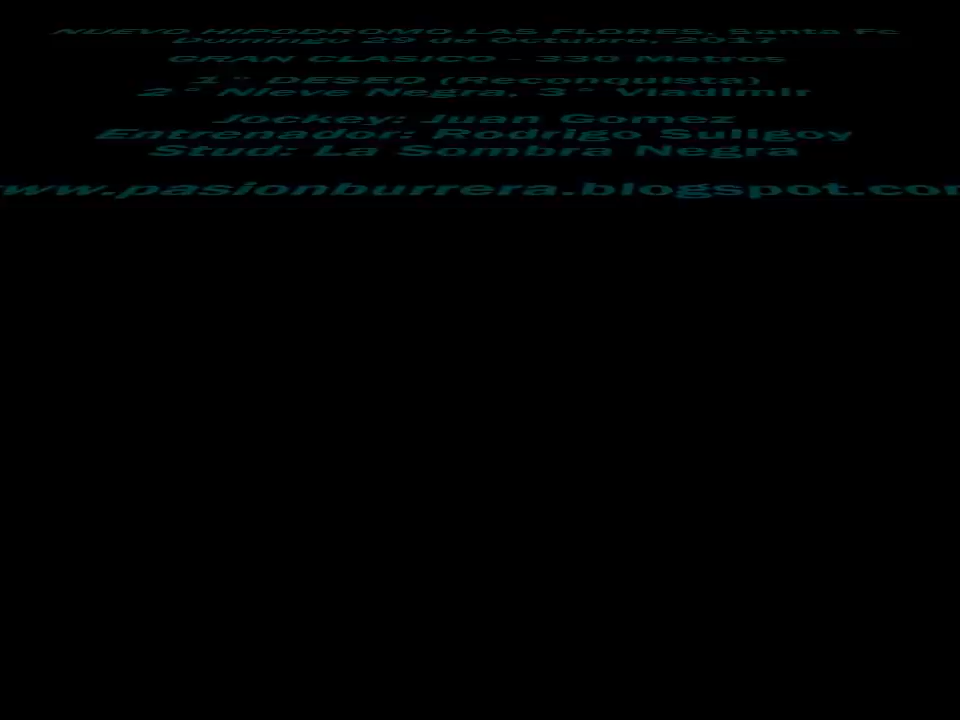 NUEVO HIPODROMO LAS FLORES, Santa Fe
Domingo 29 de Octubre, 2017
GRAN CLASICO - 330 Metros
1° DESEO (Reconquista)
2° Nieve Negra, 3° Vladimir
Jockey: Juan Gomez
Entrenador: Rodrigo Suligoy
Stud: La Sombra Negra
ww.pasionburrera.blogspot.com